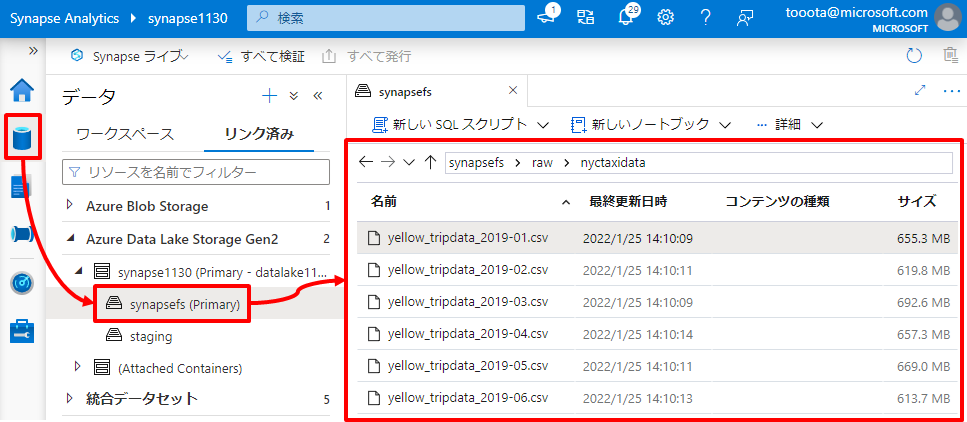 Synapse Analytics ▸ synapse1130
検索
1
29
tooota@microsoft.com
MICROSOFT
Synapse ライブ
すべて検証
すべて発行
データ
ワークスペース
リンク済み
リソースを名前でフィルター
Azure Blob Storage 1
Azure Data Lake Storage Gen2 2
synapse1130 (Primary - datalake11...
synapsefs (Primary)
staging
(Attached Containers)
統合データセット 5
synapsefs
新しい SQL スクリプト
新しいノートブック
詳細
synapsefs > raw > nyctaxidata
名前 最終更新日時 コンテンツの種類 サイズ
yellow_tripdata_2019-01.csv 2022/1/25 14:10:09 655.3 MB
yellow_tripdata_2019-02.csv 2022/1/25 14:10:11 619.8 MB
yellow_tripdata_2019-03.csv 2022/1/25 14:10:09 692.6 MB
yellow_tripdata_2019-04.csv 2022/1/25 14:10:14 657.3 MB
yellow_tripdata_2019-05.csv 2022/1/25 14:10:11 669.0 MB
yellow_tripdata_2019-06.csv 2022/1/25 14:10:13 613.7 MB